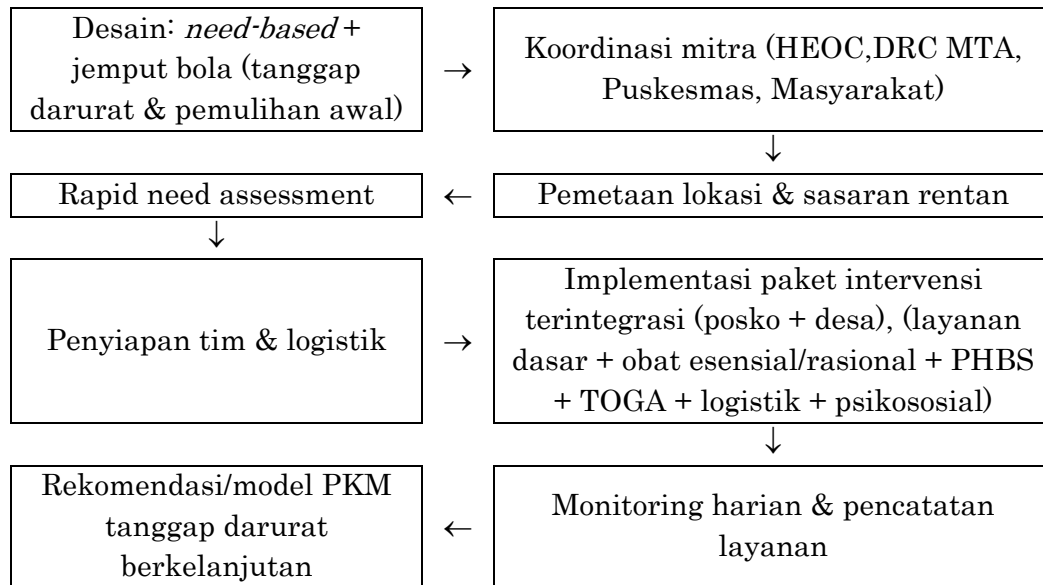 Desain: need-based +
jemput bola (tanggap
darurat & pemulihan awal)
→
Koordinasi mitra (HEOC,DRC MTA,
Puskesmas, Masyarakat)
↓
Pemetaan lokasi & sasaran rentan
←
Rapid need assessment
↓
Penyiapan tim & logistik
→
Implementasi paket intervensi
terintegrasi (posko + desa), (layanan
dasar + obat esensial/rasional + PHBS
+ TOGA + logistik + psikososial)
↓
Monitoring harian & pencatatan
layanan
←
Rekomendasi/model PKM
tanggap darurat
berkelanjutan